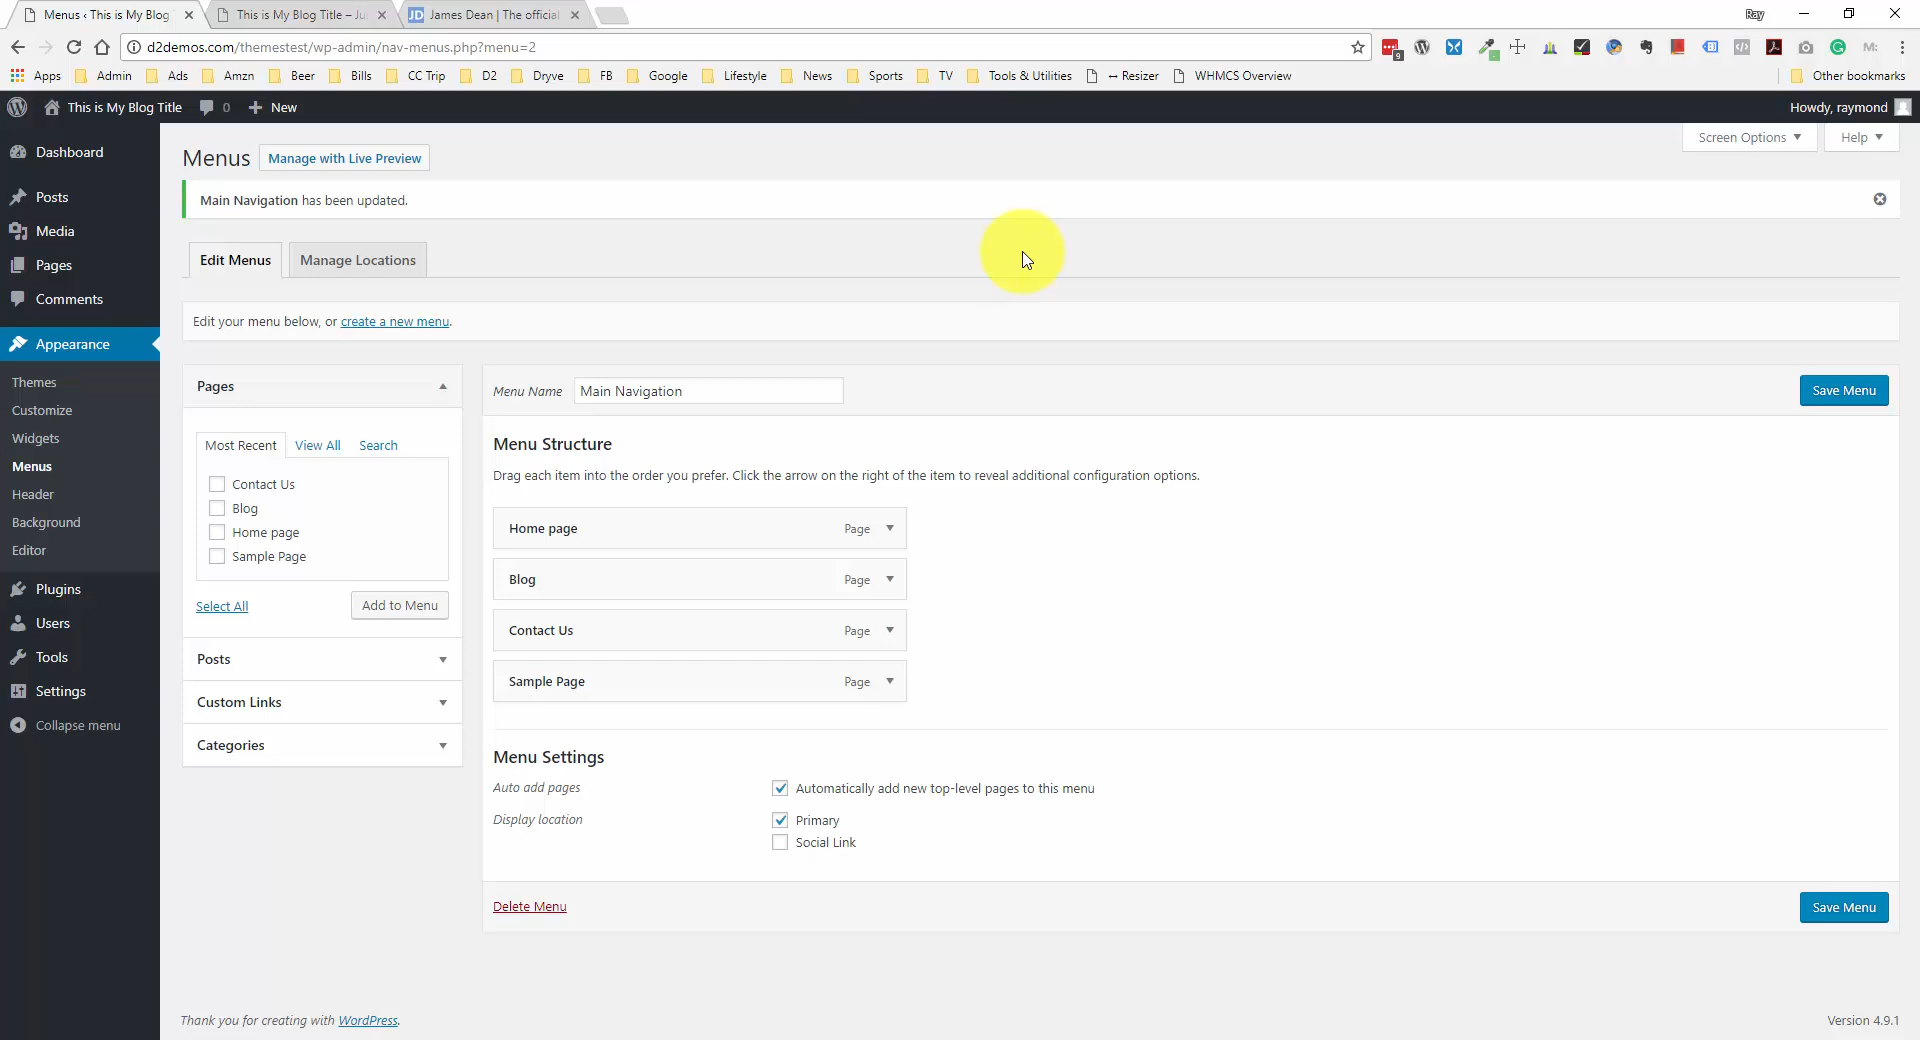 Menus ‹ This is My Blog
This is My Blog Title – Ju
JD James Dean | The official
Ray
d2demos.com/themestest/wp-admin/nav-menus.php?menu=2
9
M:
Apps Admin Ads Amzn Beer Bills CC Trip D2 Dryve FB Google Lifestyle News Sports TV Tools & Utilities ↔ Resizer WHMCS Overview Other bookmarks
This is My Blog Title 0 New Howdy, raymond
Screen Options Help
Dashboard
Posts
Media
Pages
Comments
Appearance
Themes
Customize
Widgets
Menus
Header
Background
Editor
Plugins
Users
Tools
Settings
Collapse menu
Menus Manage with Live Preview
Main Navigation has been updated.
Edit Menus Manage Locations
Edit your menu below, or create a new menu.
Pages
Most Recent View All Search
Contact Us
Blog
Home page
Sample Page
Select All Add to Menu
Posts
Custom Links
Categories
Menu Name Main Navigation Save Menu
Menu Structure
Drag each item into the order you prefer. Click the arrow on the right of the item to reveal additional configuration options.
Home page Page
Blog Page
Contact Us Page
Sample Page Page
Menu Settings
Auto add pages Automatically add new top-level pages to this menu
Display location Primary
Social Link
Delete Menu Save Menu
Thank you for creating with WordPress. Version 4.9.1